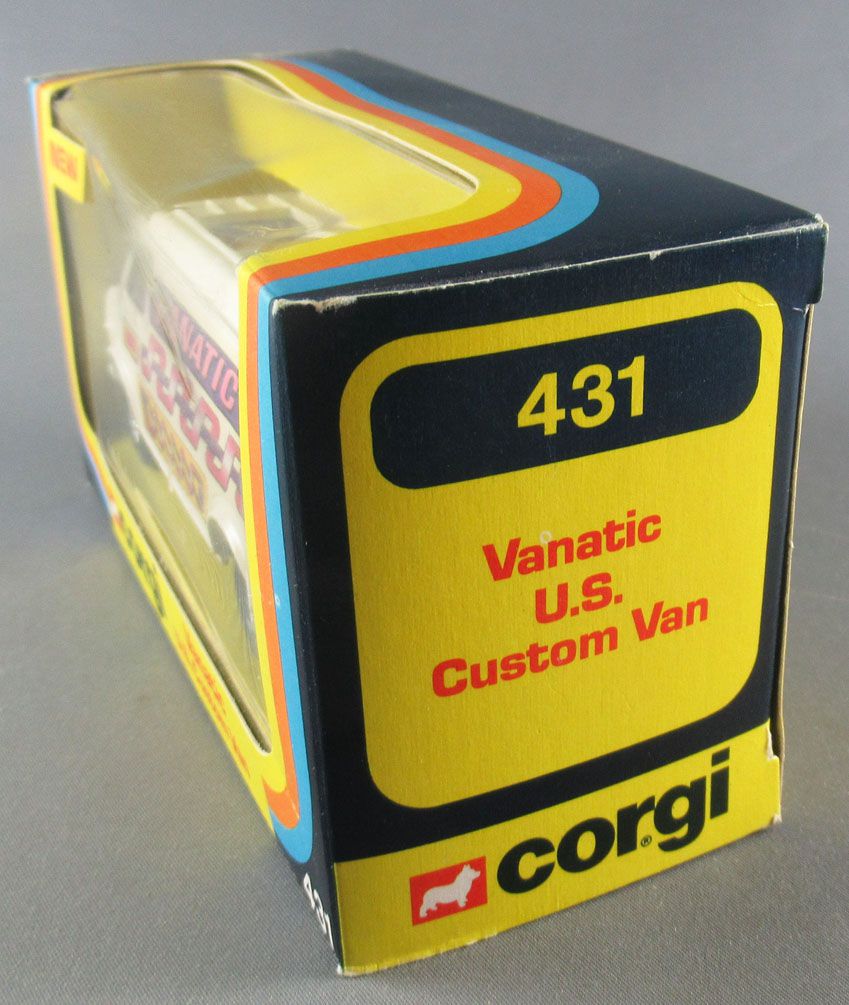 NEW
VANATIC
431
Vanatic
U.S.
Custom Van
corgi®
431